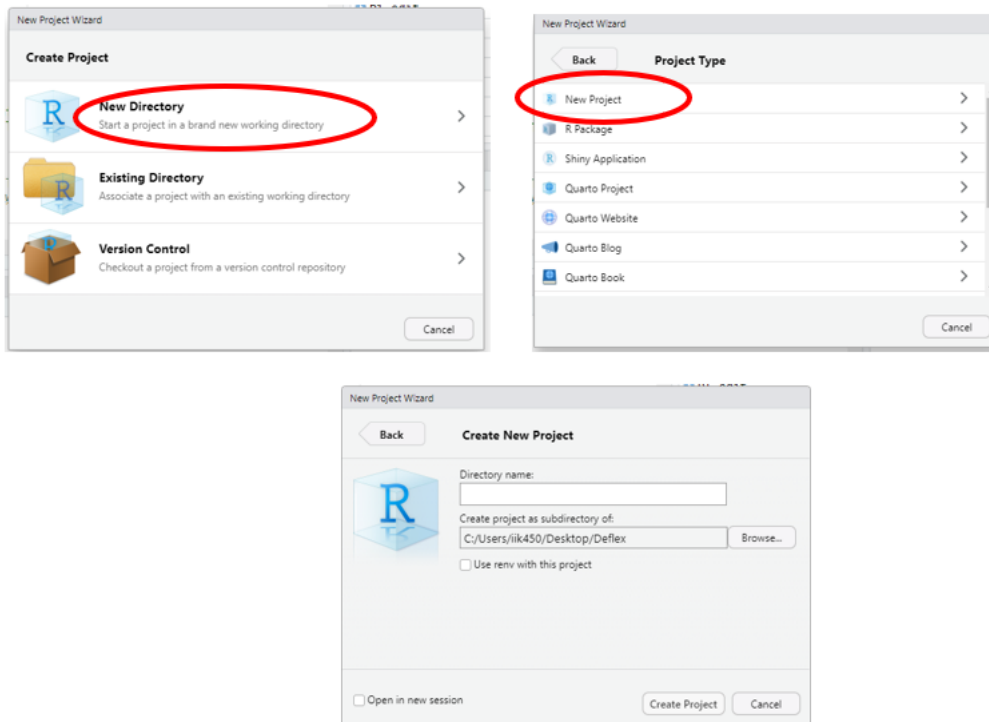 New Project Wizard
Create Project
R
New Directory
Start a project in a brand new working directory
R
Existing Directory
Associate a project with an existing working directory
Version Control
Checkout a project from a version control repository
Cancel
New Project Wizard
Back
Project Type
New Project
R Package
R
Shiny Application
Quarto Project
Quarto Website
Quarto Blog
Quarto Book
Cancel
New Project Wizard
Back
Create New Project
R
Directory name:
Create project as subdirectory of:
C:/Users/iik450/Desktop/Deflex
Browse...
Use renv with this project
Open in new session
Create Project
Cancel